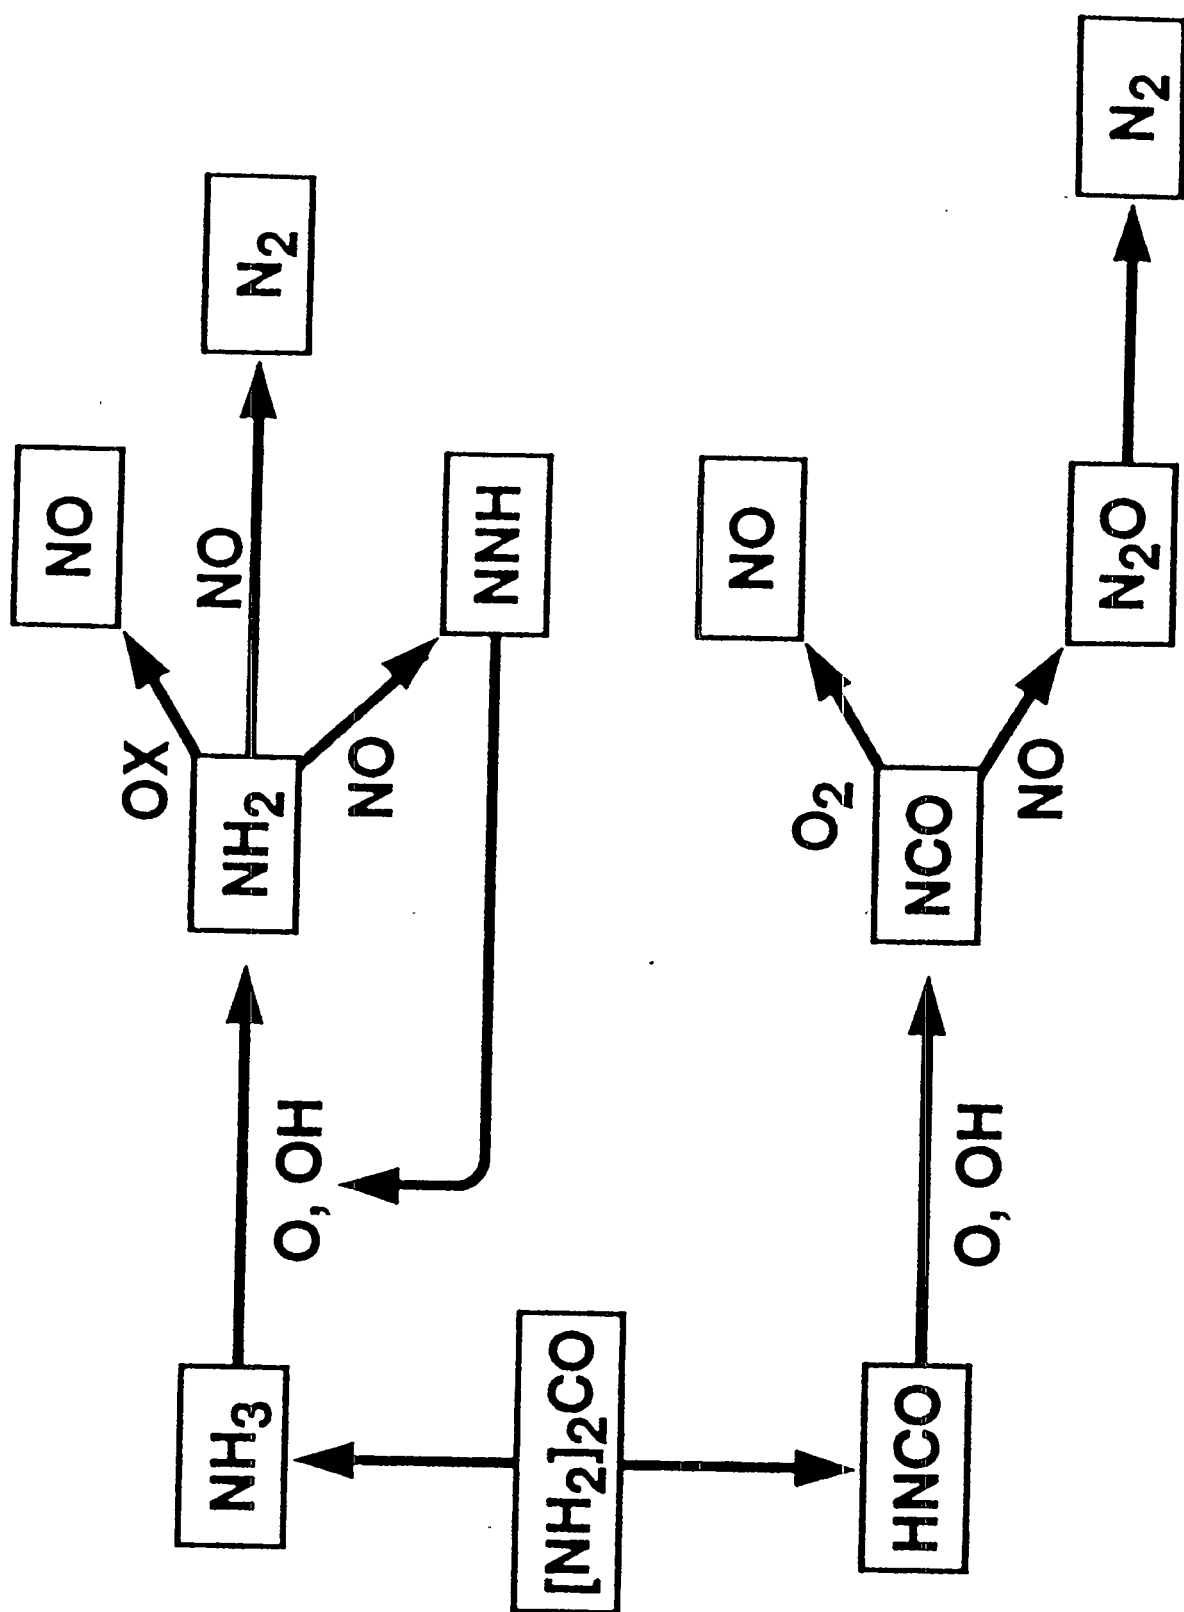 NO
OX
NO
NH₃
NH₂
N₂
O, OH
NO
NNH
[NH₂]₂CO
NO
O₂
HNCO
NCO
O, OH
NO
N₂O
N₂